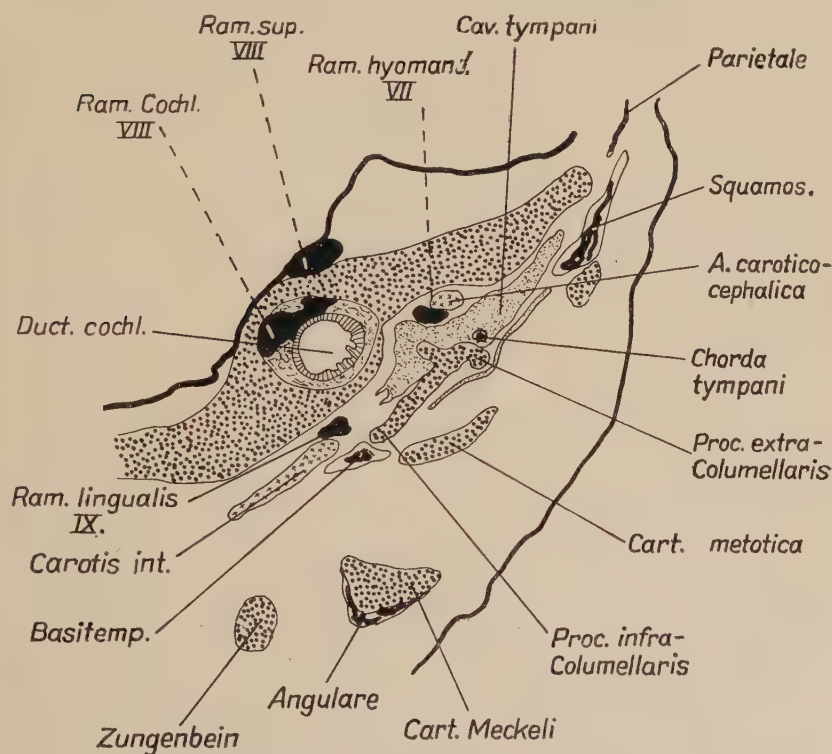 Ram. sup.
VIII
Cav. tympani
Ram. hyomand.
VII
Parietale
Ram. Cochl.
VIII
Squamos.
A. carotico-
cephalica
Duct. cochl.
Chorda
tympani
Proc. extra-
Columellaris
Ram. lingualis
IX.
Carotis int.
Cart. metotica
Basitemp.
Proc. infra-
Columellaris
Angulare
Cart. Meckeli
Zungenbein